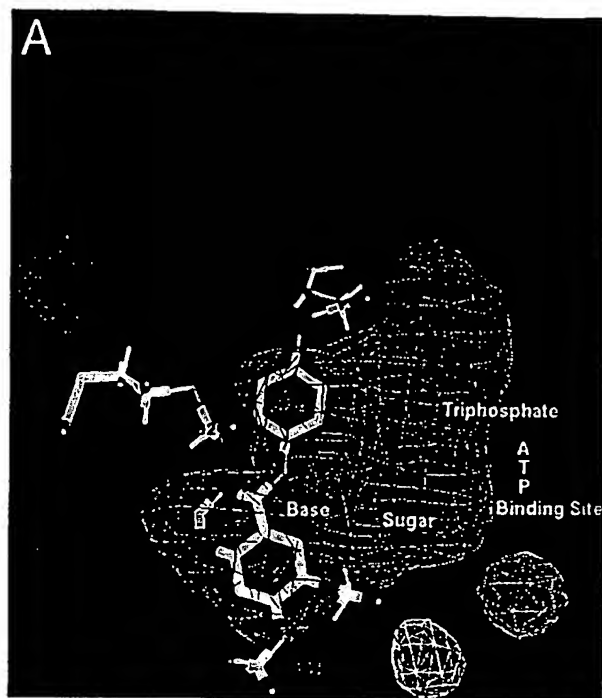 A
Triphosphate
A
T
P
Binding Site
Base
Sugar